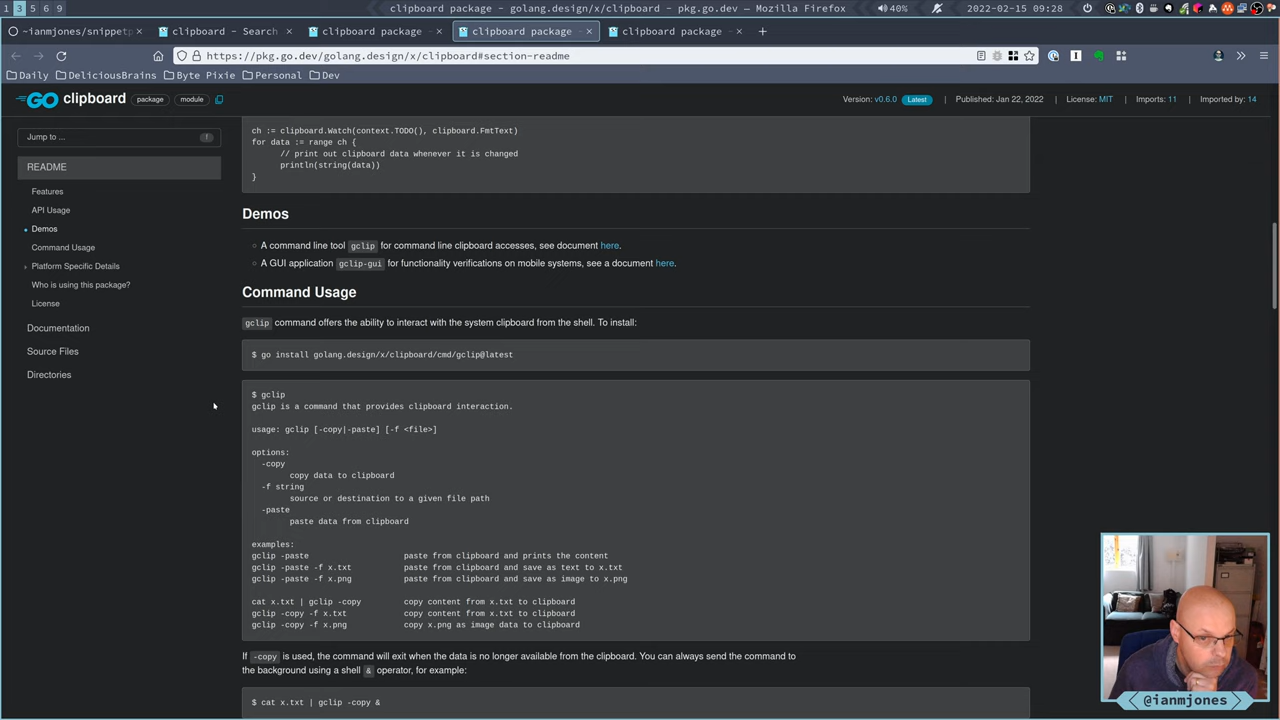 1 3 5 6 9
clipboard package - golang.design/x/clipboard - pkg.go.dev — Mozilla Firefox
40%
2022-02-15 09:28
~ianmjones/snippetp
clipboard - Search
clipboard package -
clipboard package -
clipboard package -
https://pkg.go.dev/golang.design/x/clipboard#section-readme
Daily
DeliciousBrains
Byte Pixie
Personal
Dev
GO clipboard
package
module
Version: v0.6.0
Latest
Published: Jan 22, 2022
License: MIT
Imports: 11
Imported by: 14
Jump to ...
f
README
Features
API Usage
Demos
Command Usage
Platform Specific Details
Who is using this package?
License
Documentation
Source Files
Directories
ch := clipboard.Watch(context.TODO(), clipboard.FmtText)
for data := range ch {
// print out clipboard data whenever it is changed
println(string(data))
}
Demos
A command line tool gclip for command line clipboard accesses, see document here.
A GUI application gclip-gui for functionality verifications on mobile systems, see a document here.
Command Usage
gclip command offers the ability to interact with the system clipboard from the shell. To install:
$ go install golang.design/x/clipboard/cmd/gclip@latest
$ gclip
gclip is a command that provides clipboard interaction.
usage: gclip [-copy|-paste] [-f <file>]
options:
-copy
copy data to clipboard
-f string
source or destination to a given file path
-paste
paste data from clipboard
examples:
gclip -paste paste from clipboard and prints the content
gclip -paste -f x.txt paste from clipboard and save as text to x.txt
gclip -paste -f x.png paste from clipboard and save as image to x.png
cat x.txt | gclip -copy copy content from x.txt to clipboard
gclip -copy -f x.txt copy content from x.txt to clipboard
gclip -copy -f x.png copy x.png as image data to clipboard
If -copy is used, the command will exit when the data is no longer available from the clipboard. You can always send the command to
the background using a shell & operator, for example:
$ cat x.txt | gclip -copy &
@ianmjones